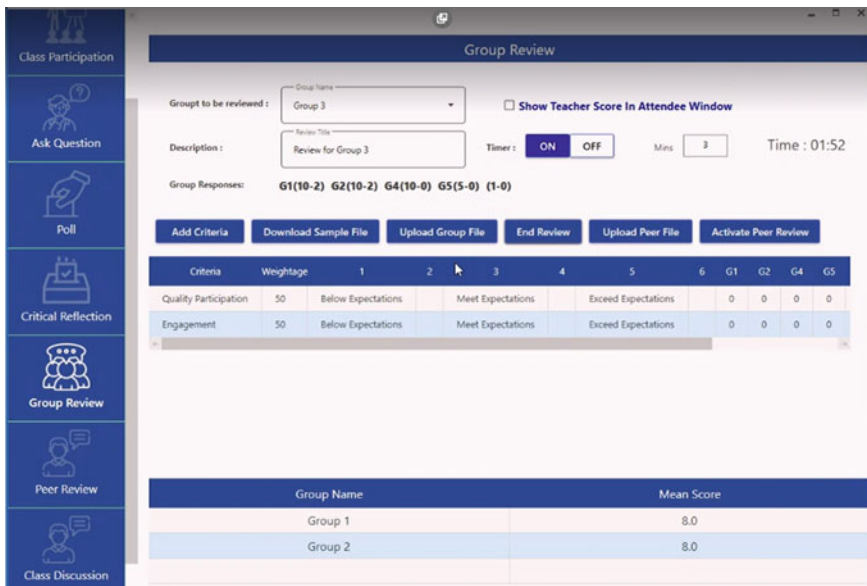 Group Review
Class Participation
Ask Question
Poll
Critical Reflection
Group Review
Peer Review
Class Discussion
Group Name
Groupt to be reviewed : Group 3 Show Teacher Score In Attendee Window
Review Title
Description : Review for Group 3 Timer : ON OFF Mins 3 Time : 01:52
Group Responses: G1(10-2) G2(10-2) G4(10-0) G5(5-0) (1-0)
Add Criteria Download Sample File Upload Group File End Review Upload Peer File Activate Peer Review
Criteria Weightage 1 2 3 4 5 6 G1 G2 G4 G5
Quality Participation 50 Below Expectations Meet Expectations Exceed Expectations 0 0 0 0
Engagement 50 Below Expectations Meet Expectations Exceed Expectations 0 0 0 0
Group Name Mean Score
Group 1 8.0
Group 2 8.0